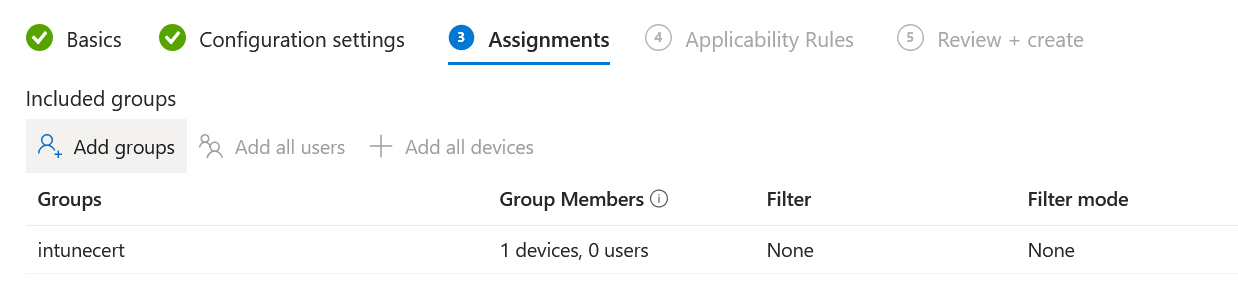 Basics Configuration settings 3 Assignments 4 Applicability Rules 5 Review + create
Included groups
Add groups Add all users Add all devices
Groups Group Members Filter Filter mode
intunecert 1 devices, 0 users None None